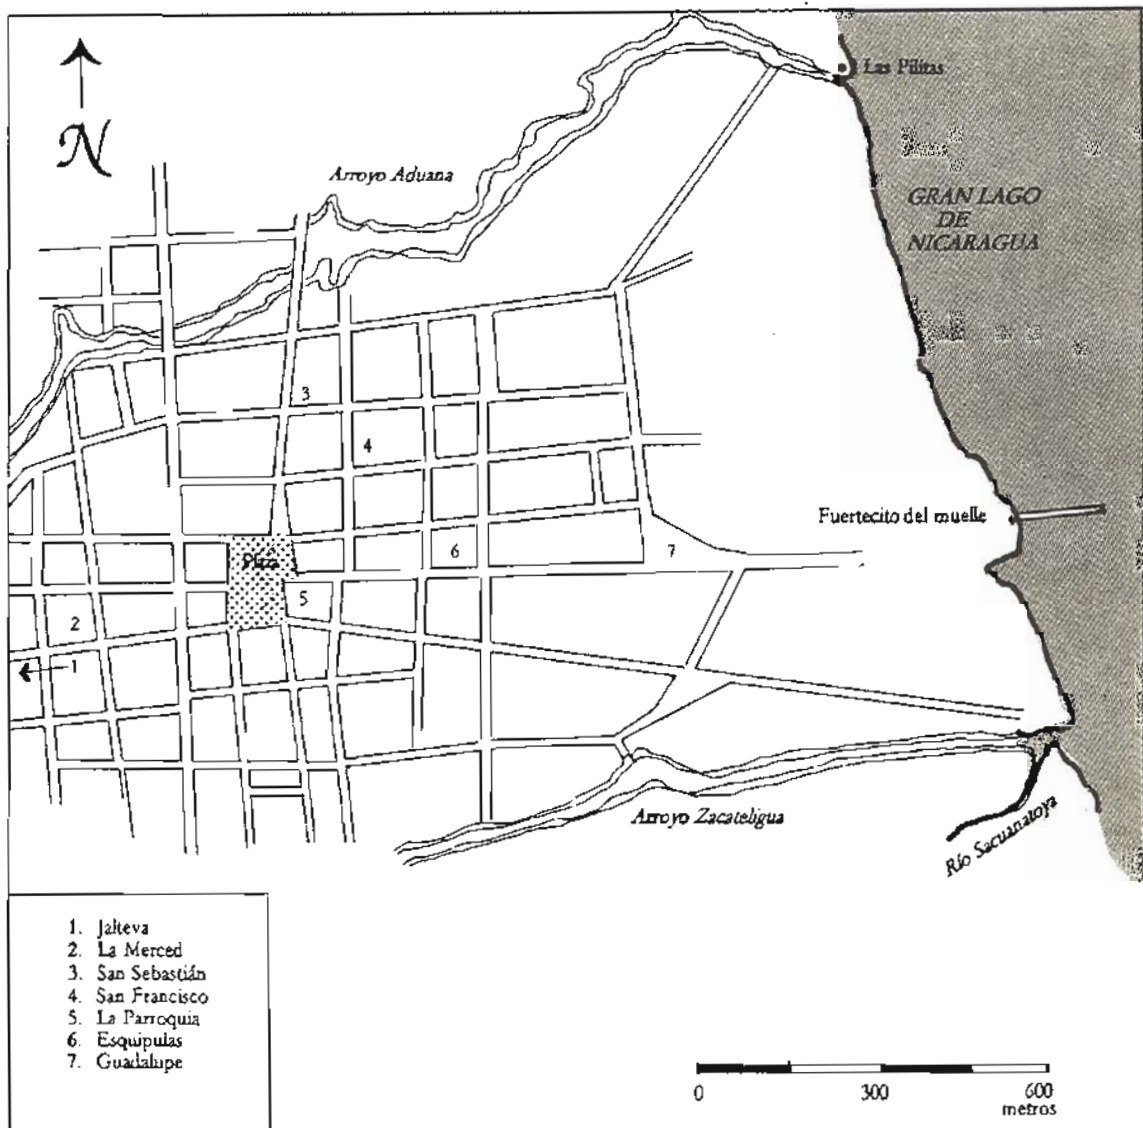 Las Pilitas
N
Arroyo Aduana
GRAN LAGO
DE
NICARAGUA
3
4
Fuertecito del muelle
Plaza
6
7
5
2
1
Arroyo Zacateligua
Río Sacuanatoya
1. Jalteva
2. La Merced
3. San Sebastián
4. San Francisco
5. La Parroquia
6. Esquipulas
7. Guadalupe
0 300 600
metros